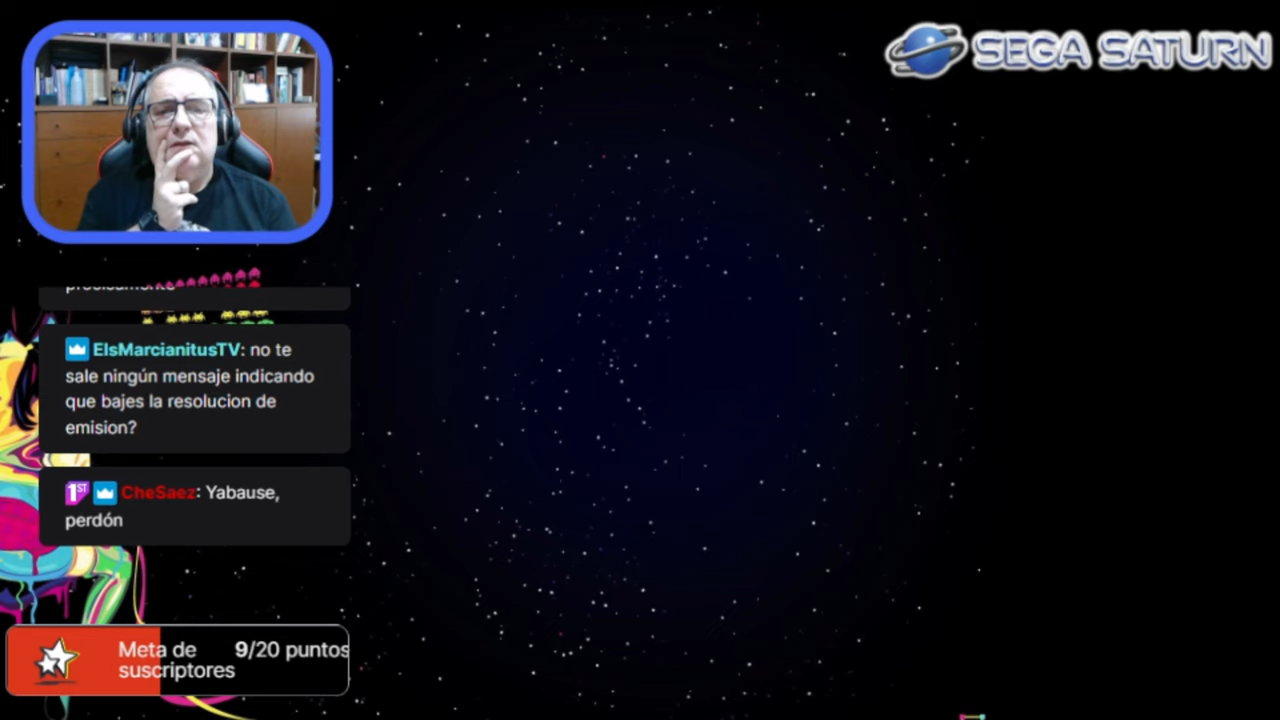 SEGA SATURN
precisamente
ElsMarcianitusTV: no te
sale ningún mensaje indicando
que bajes la resolucion de
emision?
1ST CheSaez: Yabause,
perdón
Meta de
suscriptores
9/20 puntos